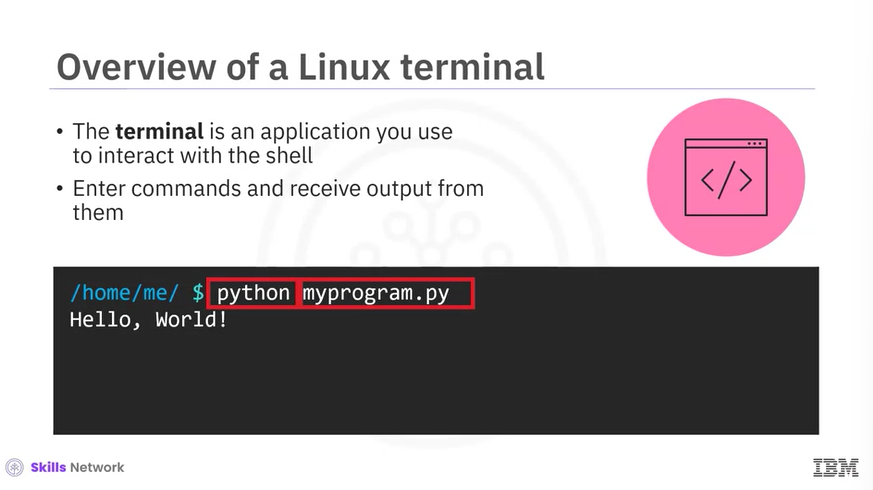 Overview of a Linux terminal
• The terminal is an application you use
to interact with the shell
• Enter commands and receive output from
them
</>
/home/me/ $ python myprogram.py
Hello, World!
Skills Network
IBM